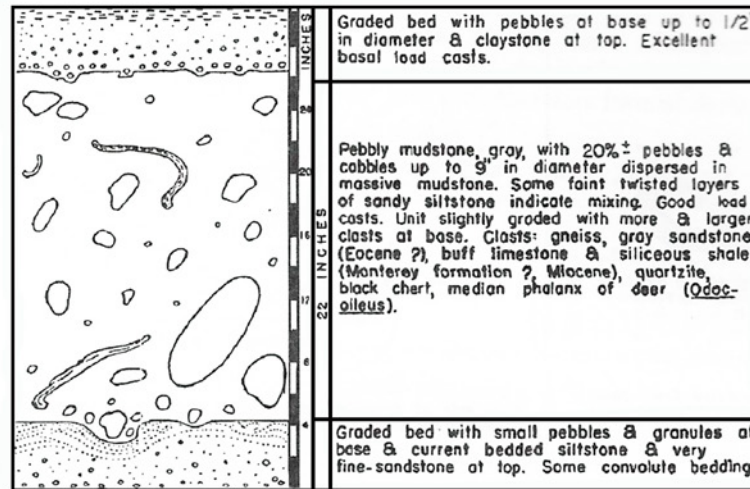 INCHES
24
20
16
12
8
4
22 INCHES
Graded bed with pebbles at base up to 1/2
in diameter & claystone at top. Excellent
basal load casts.
Pebbly mudstone, gray, with 20%± pebbles &
cobbles up to 9" in diameter dispersed in
massive mudstone. Some faint twisted layers
of sandy siltstone indicate mixing. Good load
casts. Unit slightly graded with more & larger
clasts at base. Clasts: gneiss, gray sandstone
(Eocene ?), buff limestone & siliceous shale
(Monterey formation ?, Miocene), quartzite,
black chert, median phalanx of deer (Odoc-
oileus).
Graded bed with small pebbles & granules at
base & current bedded siltstone & very
fine-sandstone at top. Some convolute bedding